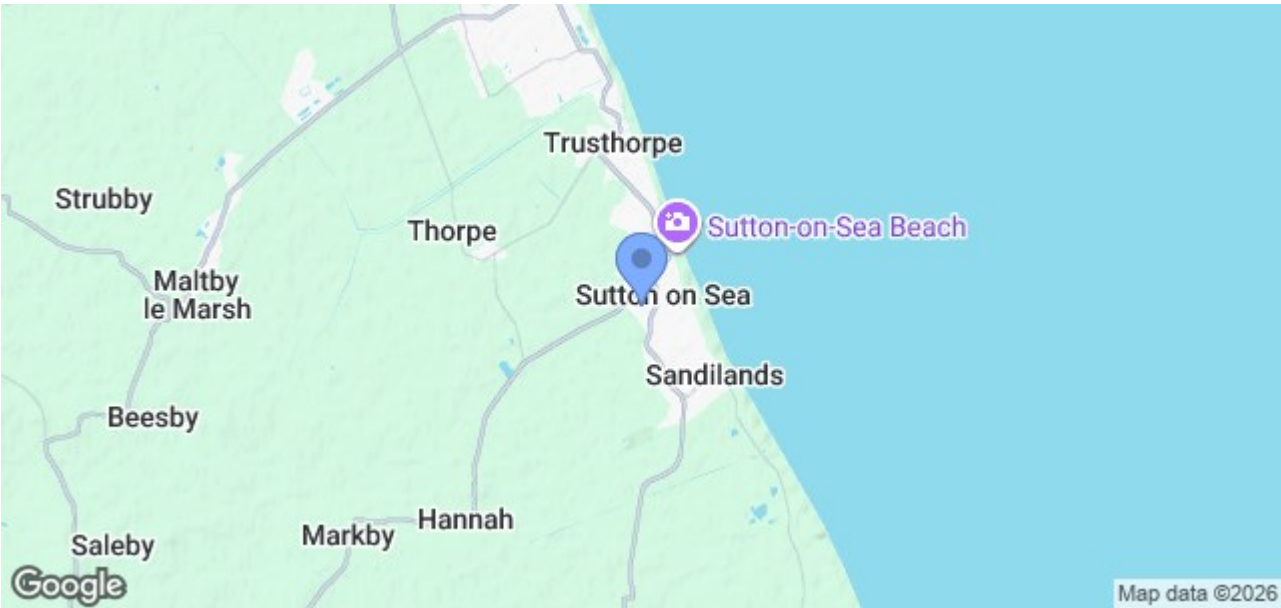 Trusthorpe
Strubby
Sutton-on-Sea Beach
Thorpe
Maltby
le Marsh
Sutton on Sea
Sandilands
Beesby
Hannah
Markby
Saleby
Google
Map data ©2026